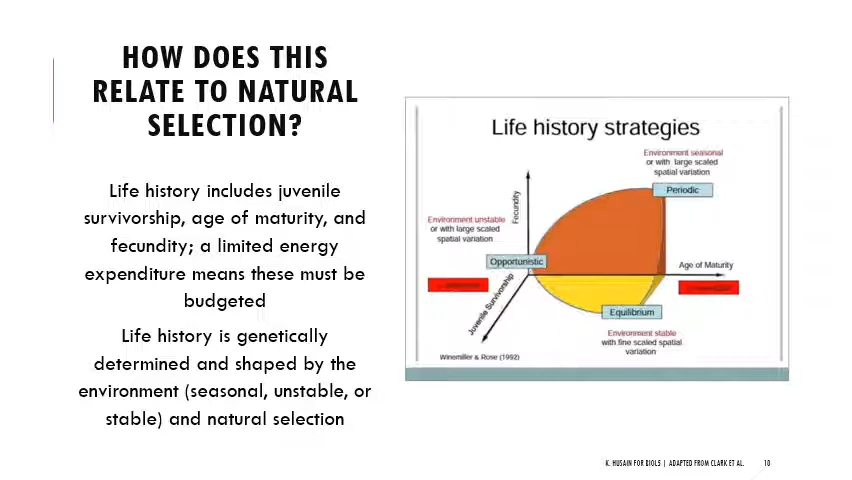 HOW DOES THIS
RELATE TO NATURAL
SELECTION?
Life history includes juvenile
survivorship, age of maturity, and
fecundity; a limited energy
expenditure means these must be
budgeted
Life history is genetically
determined and shaped by the
environment (seasonal, unstable, or
stable) and natural selection
Life history strategies
Environment seasonal
or with large scaled
spatial variation
Periodic
Fecundity
Environment unstable
or with large scaled
spatial variation
Opportunistic
Age of Maturity
Juvenile Survivorship
Equilibrium
Environment stable
with fine scaled spatial
variation
Winemiller & Rose (1992)
K. HUSAIN FOR BIOLS | ADAPTED FROM CLARK ET AL.
10